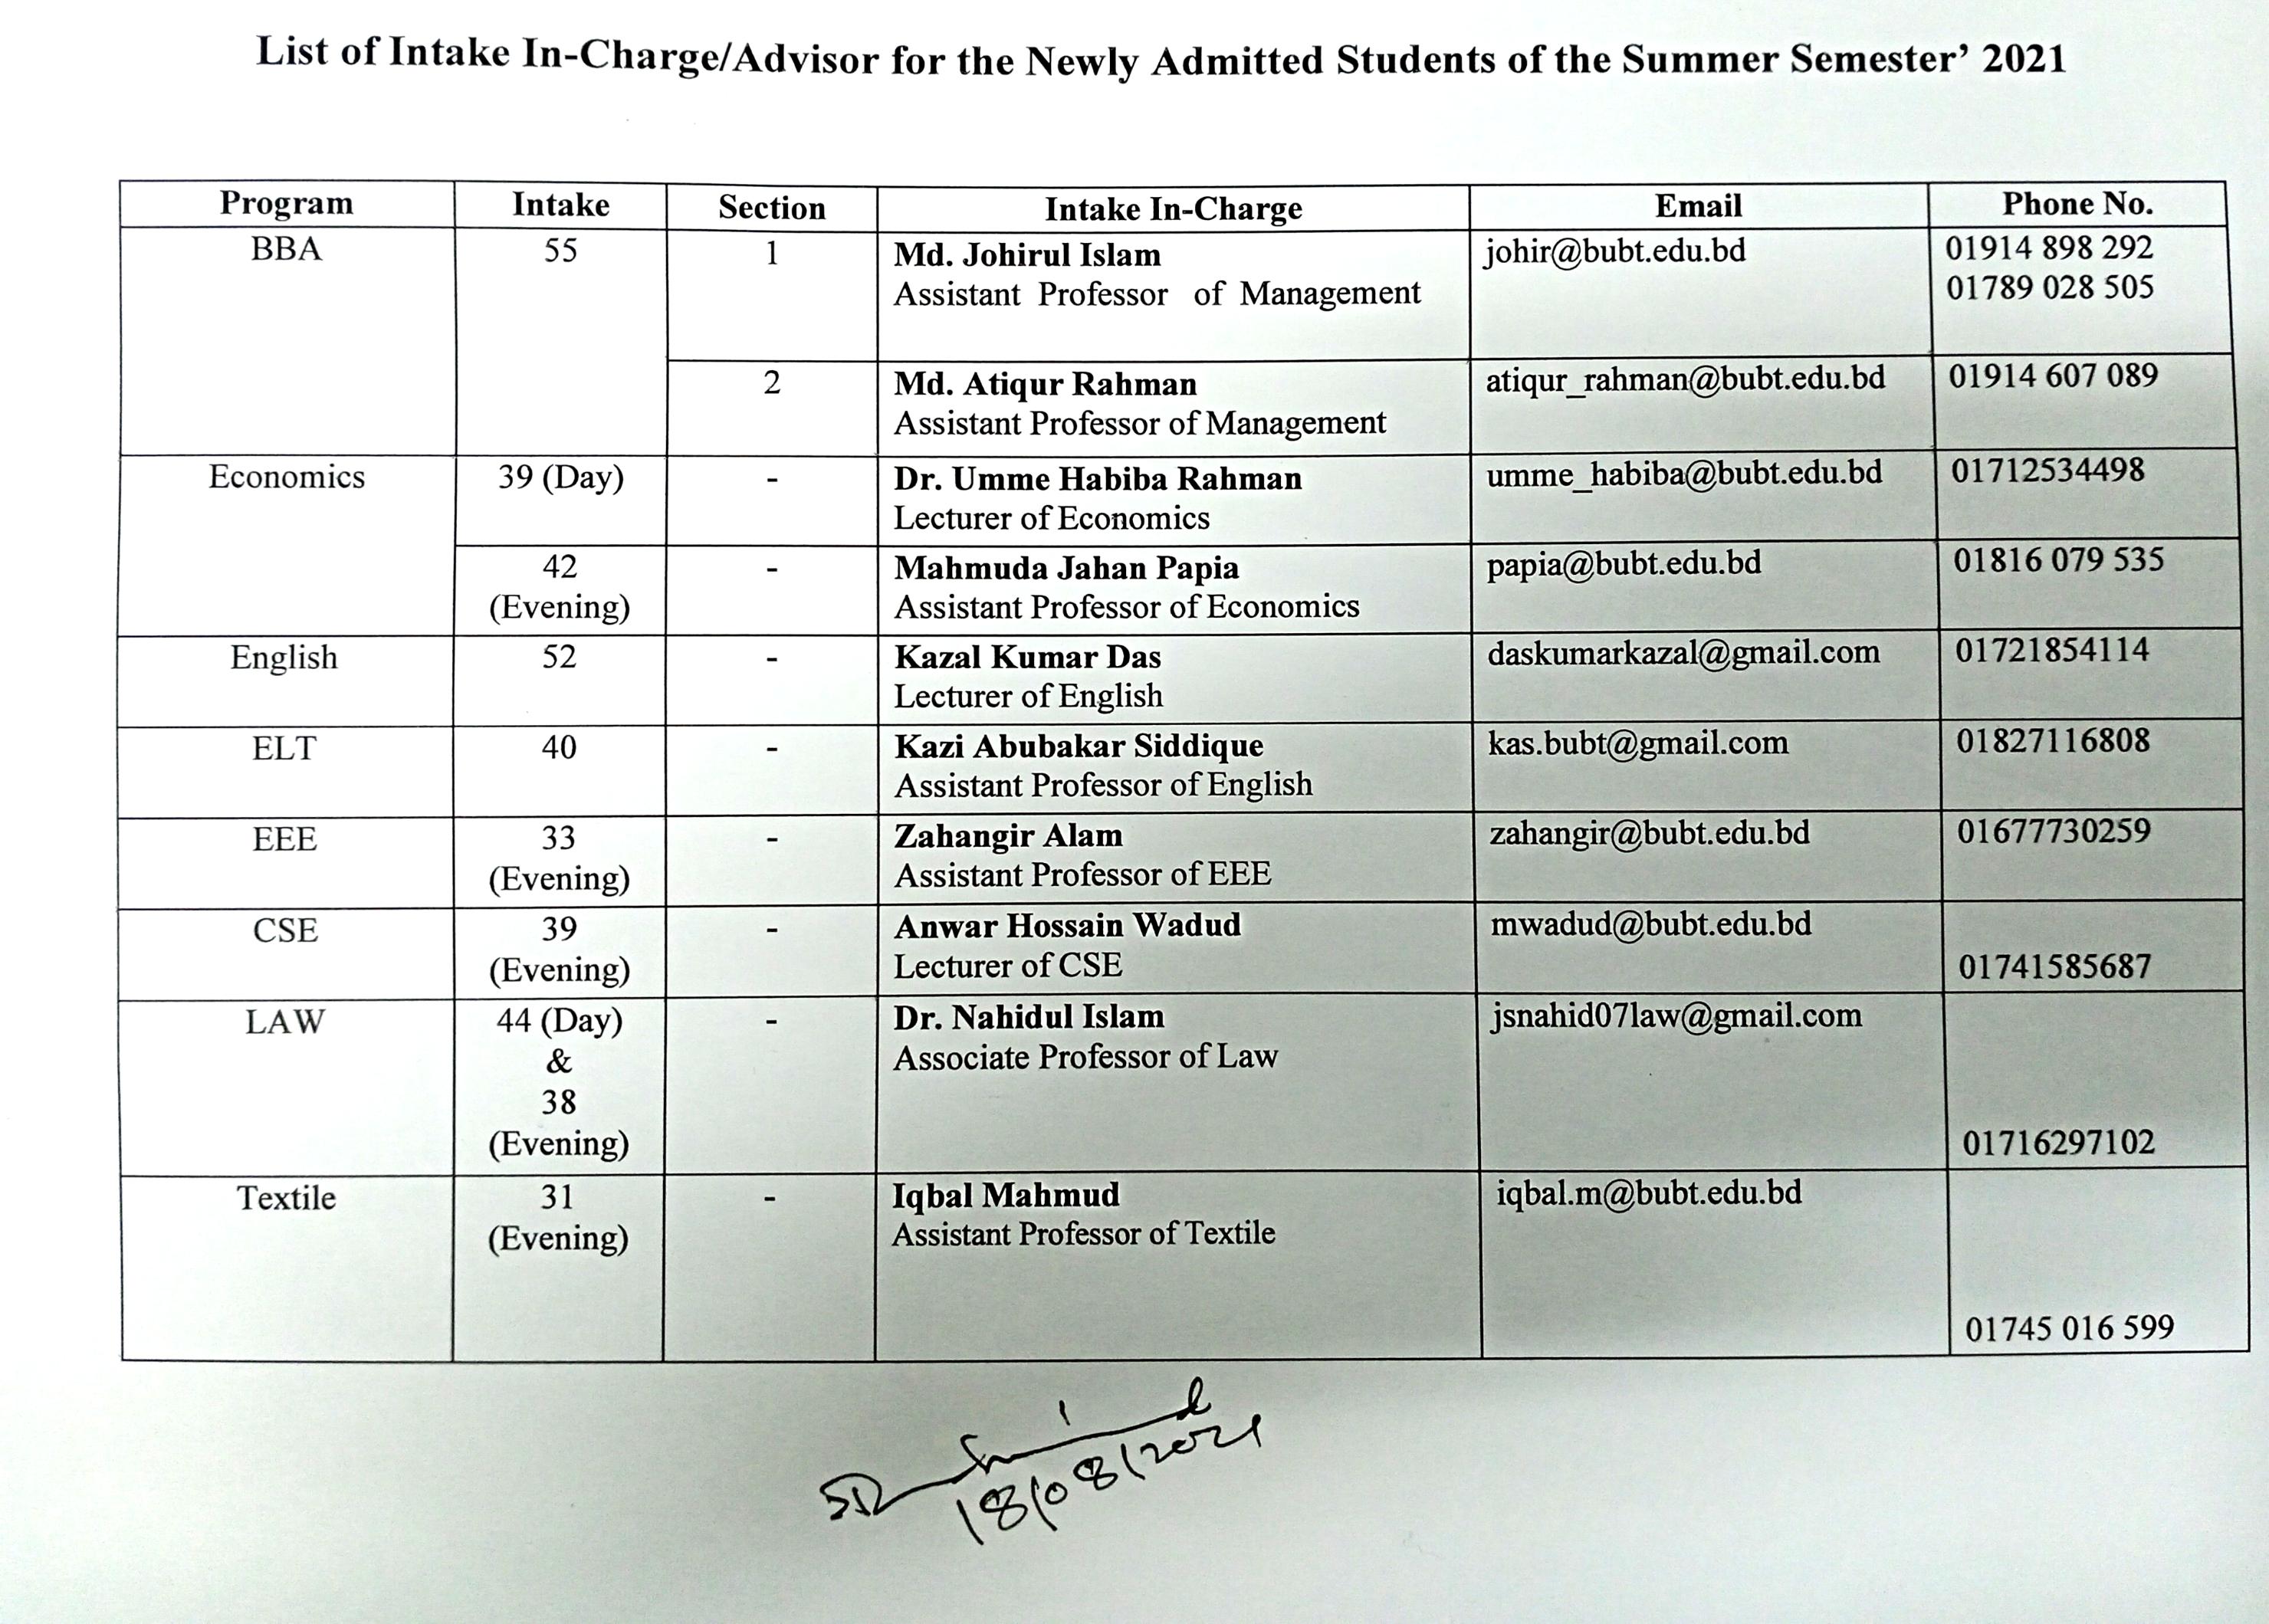 List of Intake In-Charge/Advisor for the Newly Admitted Students of the Summer Semester’ 2021
Program Intake Section Intake In-Charge Email Phone No.
BBA 55 1 Md. Johirul Islam johir@bubt.edu.bd 01914 898 292
Assistant Professor of Management 01789 028 505
2 Md. Atiqur Rahman atiqur_rahman@bubt.edu.bd 01914 607 089
Assistant Professor of Management
Economics 39 (Day) - Dr. Umme Habiba Rahman umme_habiba@bubt.edu.bd 01712534498
Lecturer of Economics
42 - Mahmuda Jahan Papia papia@bubt.edu.bd 01816 079 535
(Evening) Assistant Professor of Economics
English 52 - Kazal Kumar Das daskumarkazal@gmail.com 01721854114
Lecturer of English
ELT 40 - Kazi Abubakar Siddique kas.bubt@gmail.com 01827116808
Assistant Professor of English
EEE 33 - Zahangir Alam zahangir@bubt.edu.bd 01677730259
(Evening) Assistant Professor of EEE
CSE 39 - Anwar Hossain Wadud mwadud@bubt.edu.bd
(Evening) Lecturer of CSE 01741585687
LAW 44 (Day) - Dr. Nahidul Islam jsnahid07law@gmail.com
& Associate Professor of Law
38
(Evening) 01716297102
Textile 31 - Iqbal Mahmud iqbal.m@bubt.edu.bd
(Evening) Assistant Professor of Textile
01745 016 599
18/08/2021